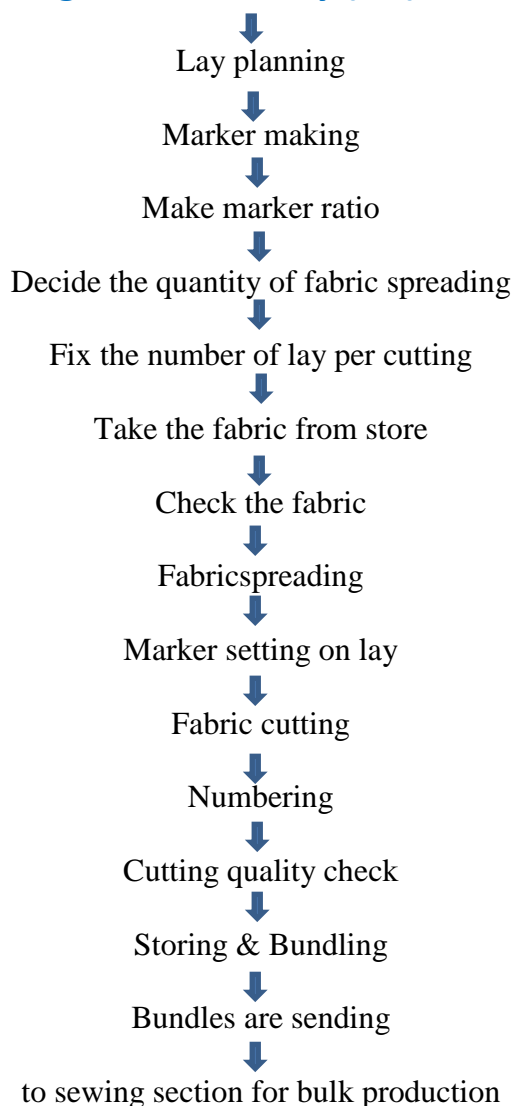 Lay planning
Marker making
Make marker ratio
Decide the quantity of fabric spreading
Fix the number of lay per cutting
Take the fabric from store
Check the fabric
Fabricspreading
Marker setting on lay
Fabric cutting
Numbering
Cutting quality check
Storing & Bundling
Bundles are sending
to sewing section for bulk production